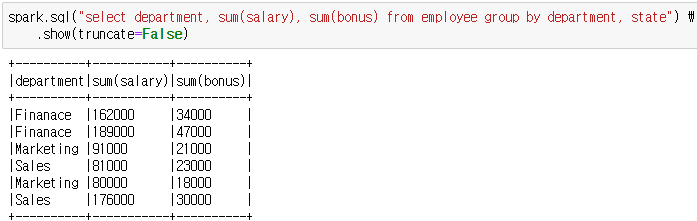 spark.sql("select department, sum(salary), sum(bonus) from employee group by department, state") ₩
.show(truncate=False)
+----------+-----------+----------+
|department|sum(salary)|sum(bonus)|
+----------+-----------+----------+
|Finanace  |162000     |34000     |
|Finanace  |189000     |47000     |
|Marketing |91000      |21000     |
|Sales     |81000      |23000     |
|Marketing |80000      |18000     |
|Sales     |176000     |30000     |
+----------+-----------+----------+